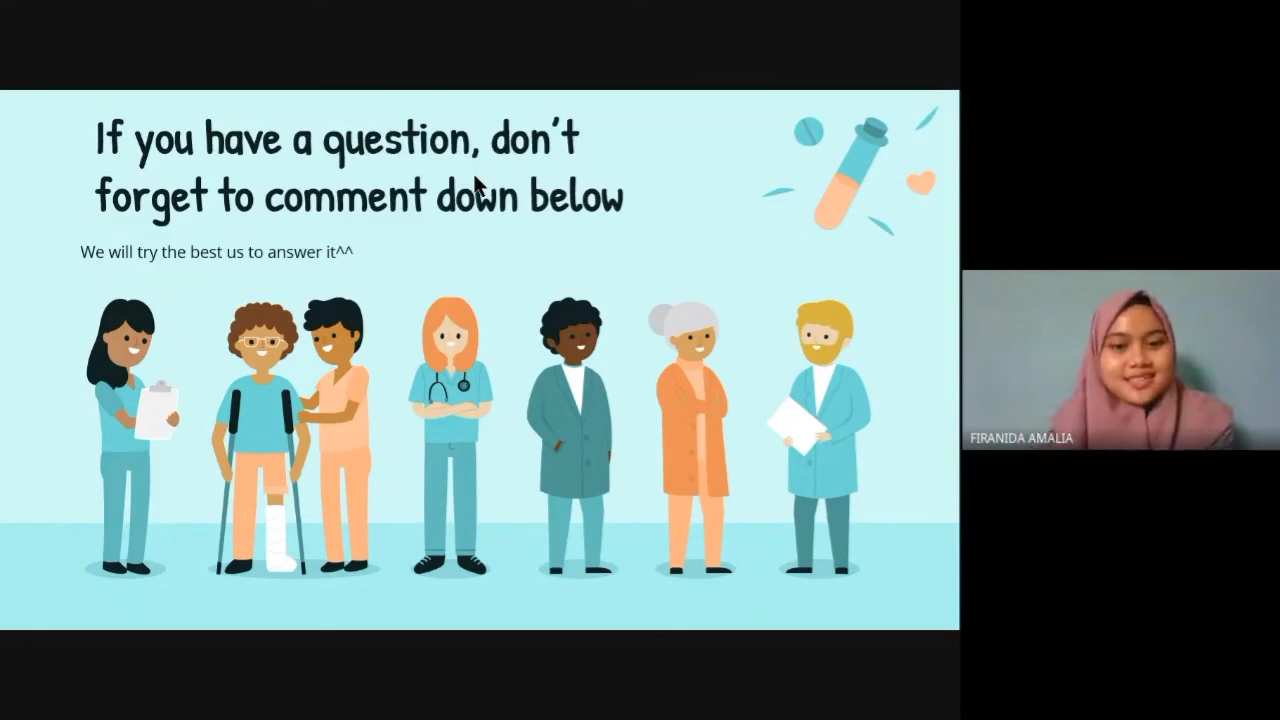 If you have a question, don't
forget to comment down below
We will try the best us to answer it^^
FIRANIDA AMALIA